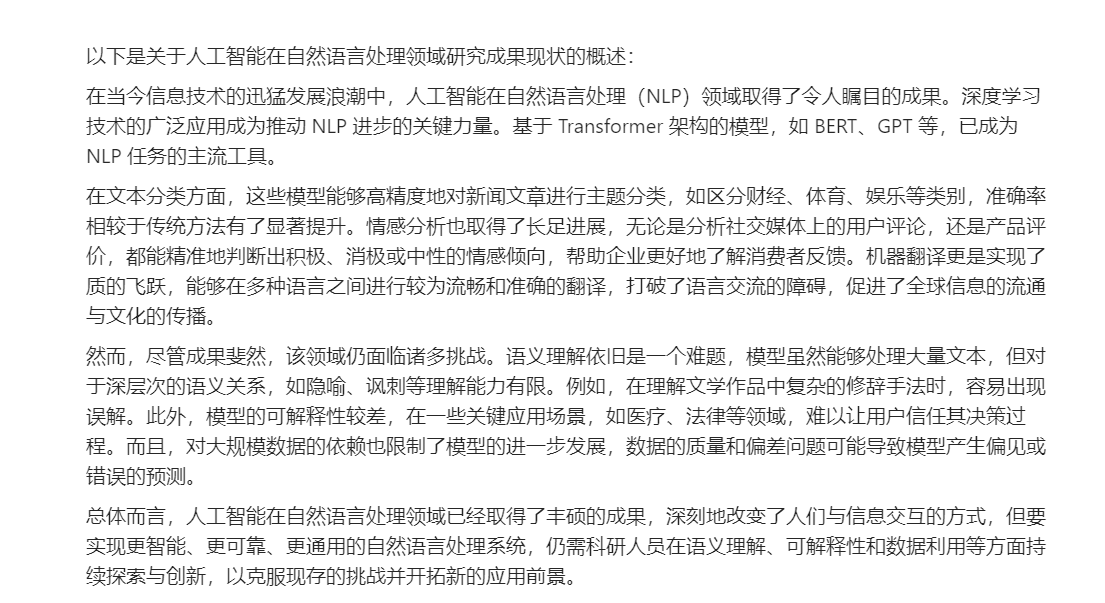 以下是关于人工智能在自然语言处理领域研究成果现状的概述：
在当今信息技术的迅猛发展浪潮中，人工智能在自然语言处理（NLP）领域取得了令人瞩目的成果。深度学习
技术的广泛应用成为推动 NLP 进步的关键力量。基于 Transformer 架构的模型，如 BERT、GPT 等，已成为
NLP 任务的主流工具。
在文本分类方面，这些模型能够高精度地对新闻文章进行主题分类，如区分财经、体育、娱乐等类别，准确率
相较于传统方法有了显著提升。情感分析也取得了长足进展，无论是分析社交媒体上的用户评论，还是产品评
价，都能精准地判断出积极、消极或中性的情感倾向，帮助企业更好地了解消费者反馈。机器翻译更是实现了
质的飞跃，能够在多种语言之间进行较为流畅和准确的翻译，打破了语言交流的障碍，促进了全球信息的流通
与文化的传播。
然而，尽管成果斐然，该领域仍面临诸多挑战。语义理解依旧是一个难题，模型虽然能够处理大量文本，但对
于深层次的语义关系，如隐喻、讽刺等理解能力有限。例如，在理解文学作品中复杂的修辞手法时，容易出现
误解。此外，模型的可解释性较差，在一些关键应用场景，如医疗、法律等领域，难以让用户信任其决策过
程。而且，对大规模数据的依赖也限制了模型的进一步发展，数据的质量和偏差问题可能导致模型产生偏见或
错误的预测。
总体而言，人工智能在自然语言处理领域已经取得了丰硕的成果，深刻地改变了人们与信息交互的方式，但要
实现更智能、更可靠、更通用的自然语言处理系统，仍需科研人员在语义理解、可解释性和数据利用等方面持
续探索与创新，以克服现存的挑战并开拓新的应用前景。